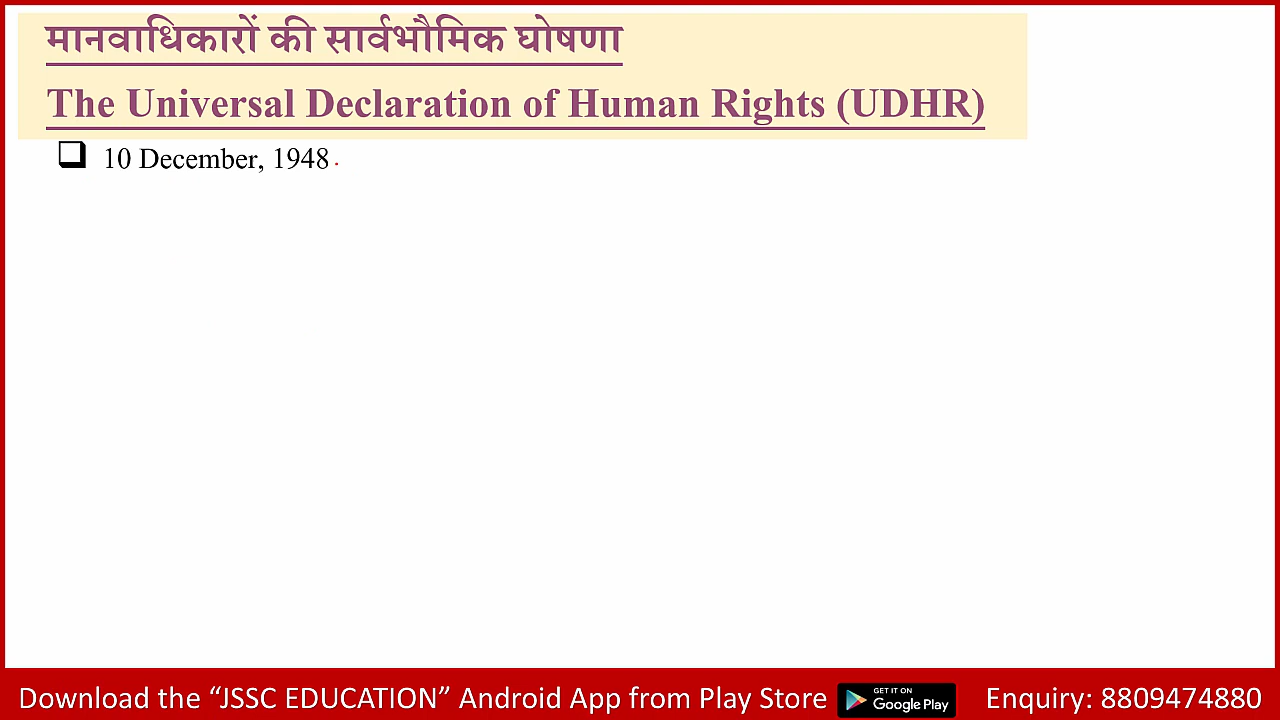 मानवाधिकारों की सार्वभौमिक घोषणा
The Universal Declaration of Human Rights (UDHR)
10 December, 1948
Download the “JSSC EDUCATION” Android App from Play Store GET IT ON Google Play Enquiry: 8809474880